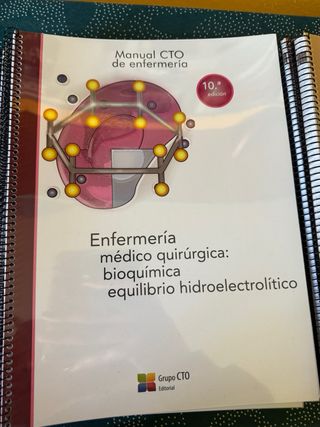 Manual CTO
de enfermería
10.ª
edición
Enfermería
médico quirúrgica:
bioquímica
equilibrio hidroelectrolítico
Grupo CTO
Editorial